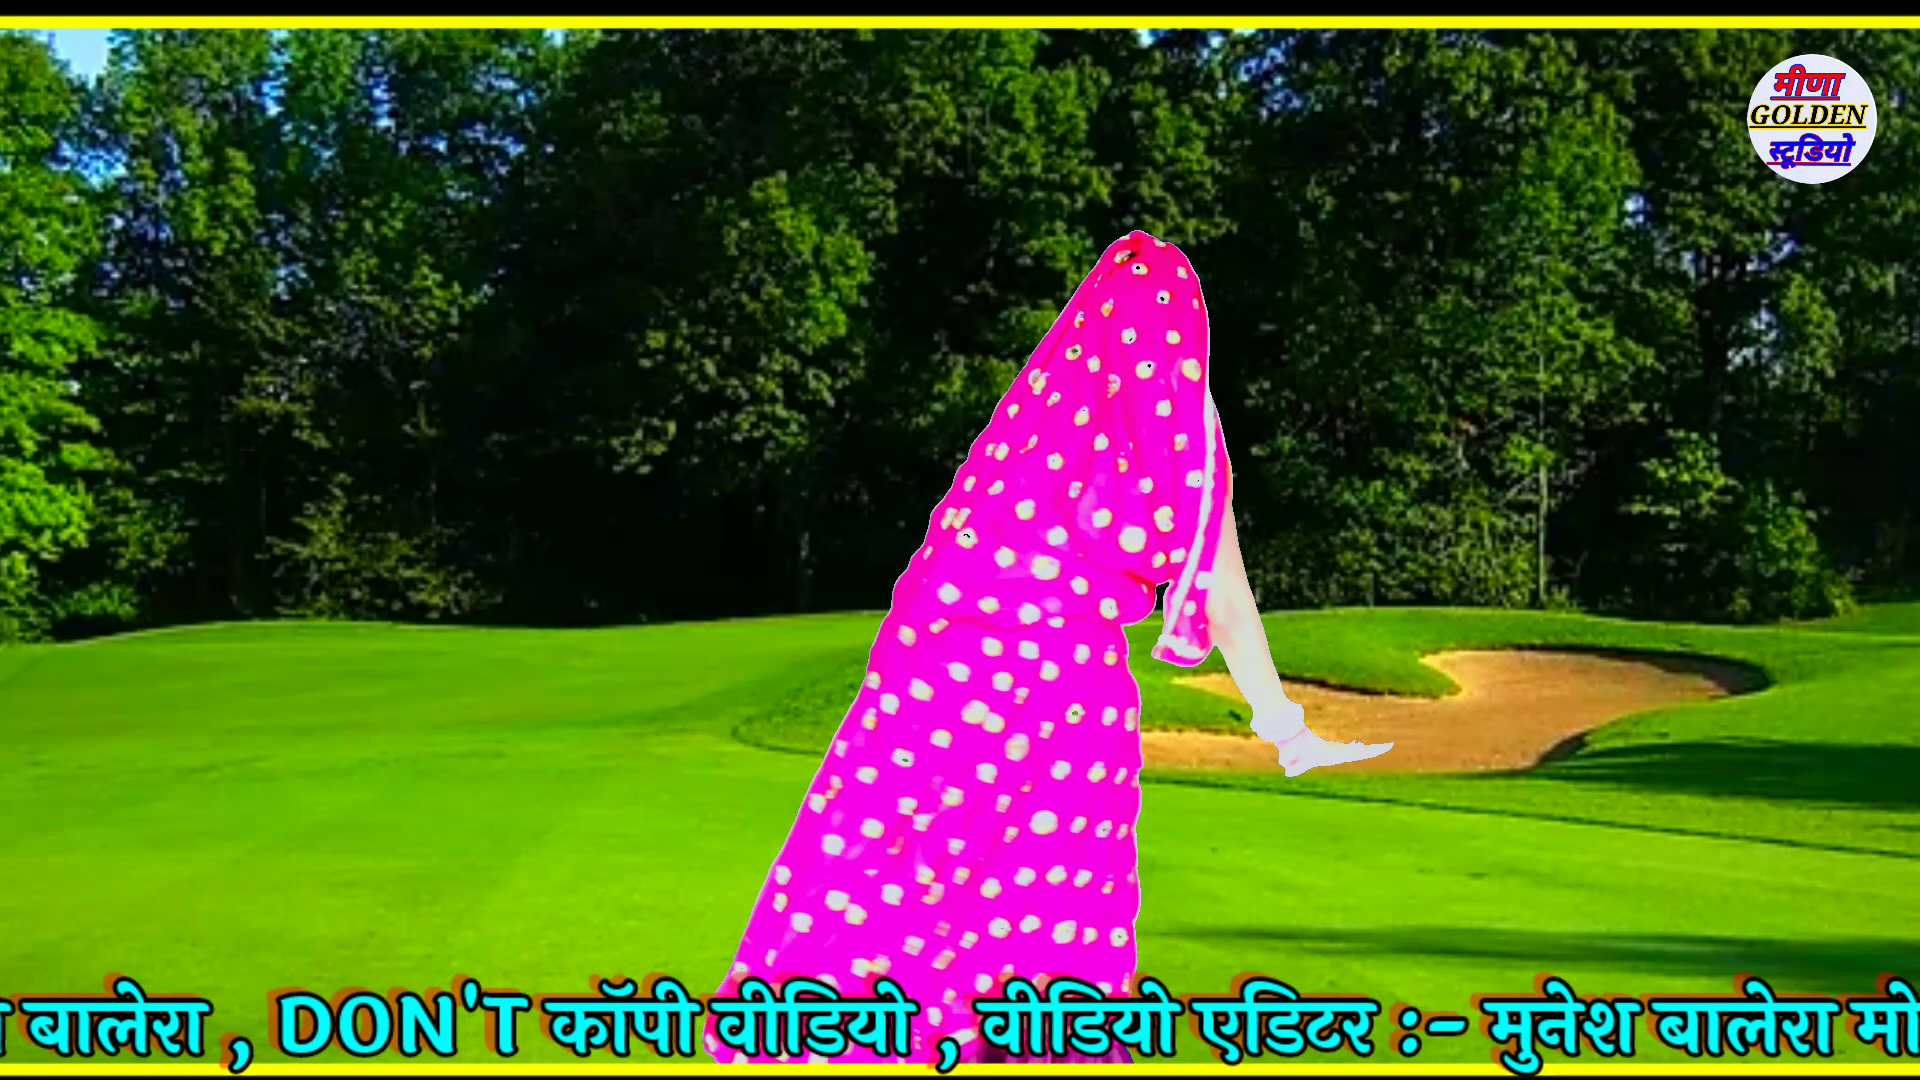 मीणा
GOLDEN
स्टूडियो
बालेरा , DON'T कॉपी वीडियो , वीडियो एडिटर :- मुनेश बालेरा मो